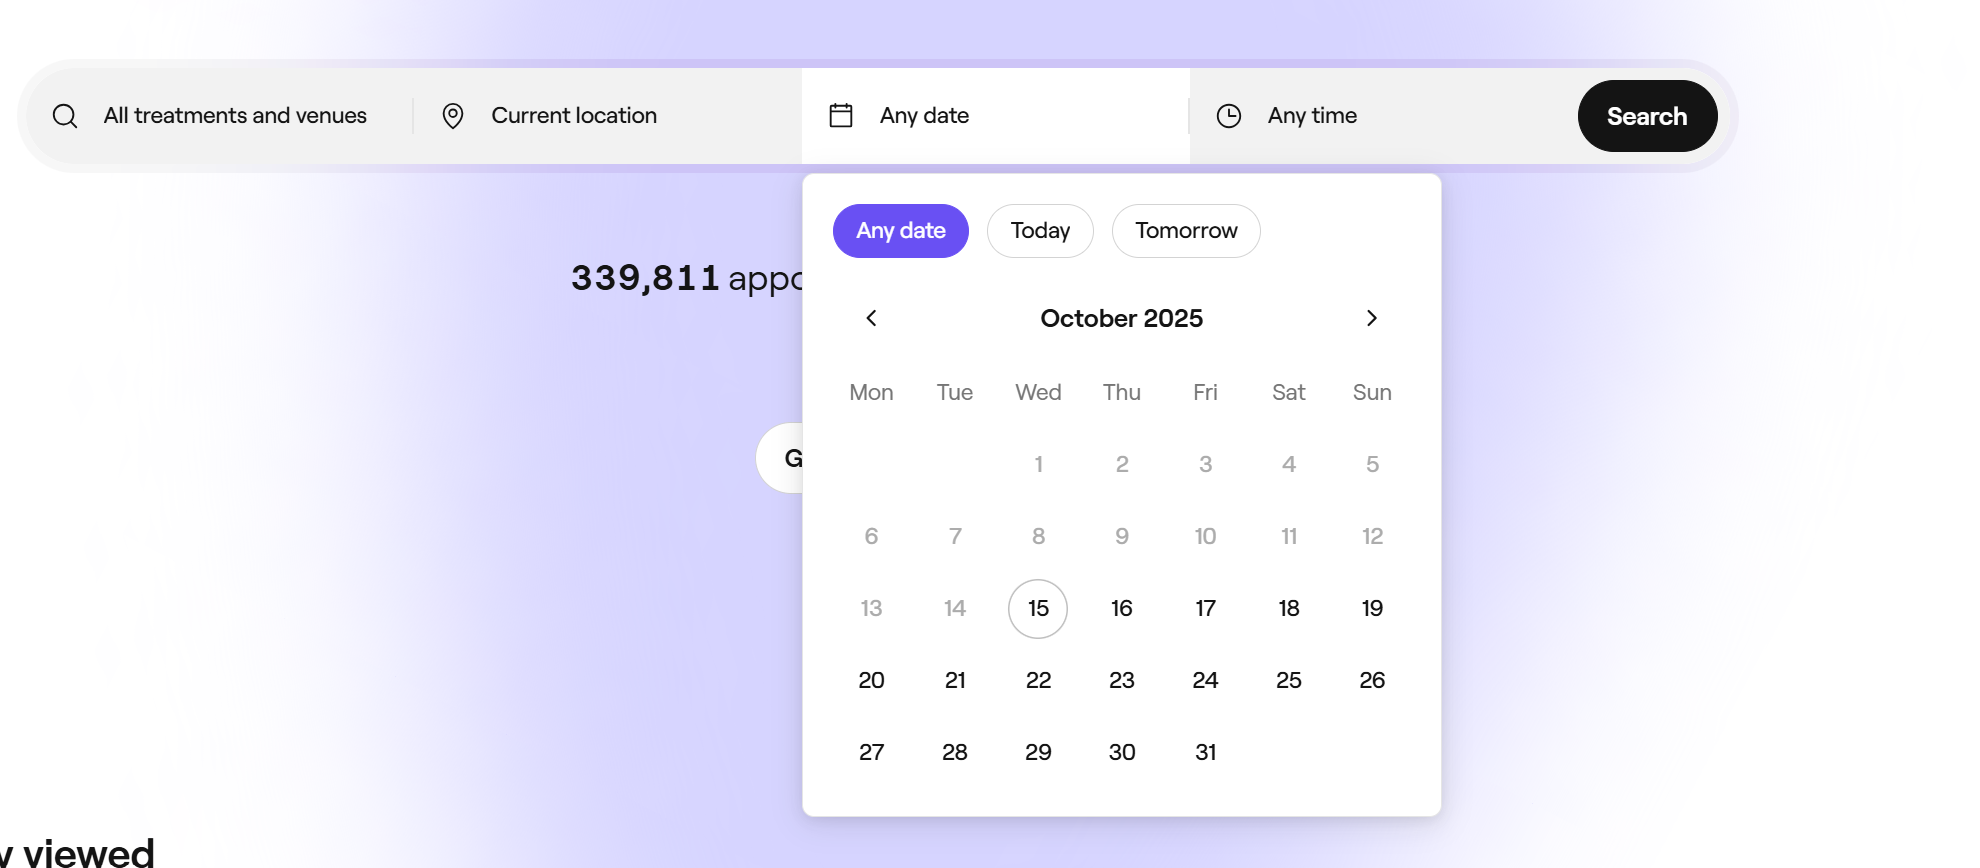 All treatments and venues Current location Any date Any time Search
Any date Today Tomorrow
339,811
October 2025
Mon Tue Wed Thu Fri Sat Sun
1 2 3 4 5
6 7 8 9 10 11 12
13 14 15 16 17 18 19
20 21 22 23 24 25 26
27 28 29 30 31
viewed